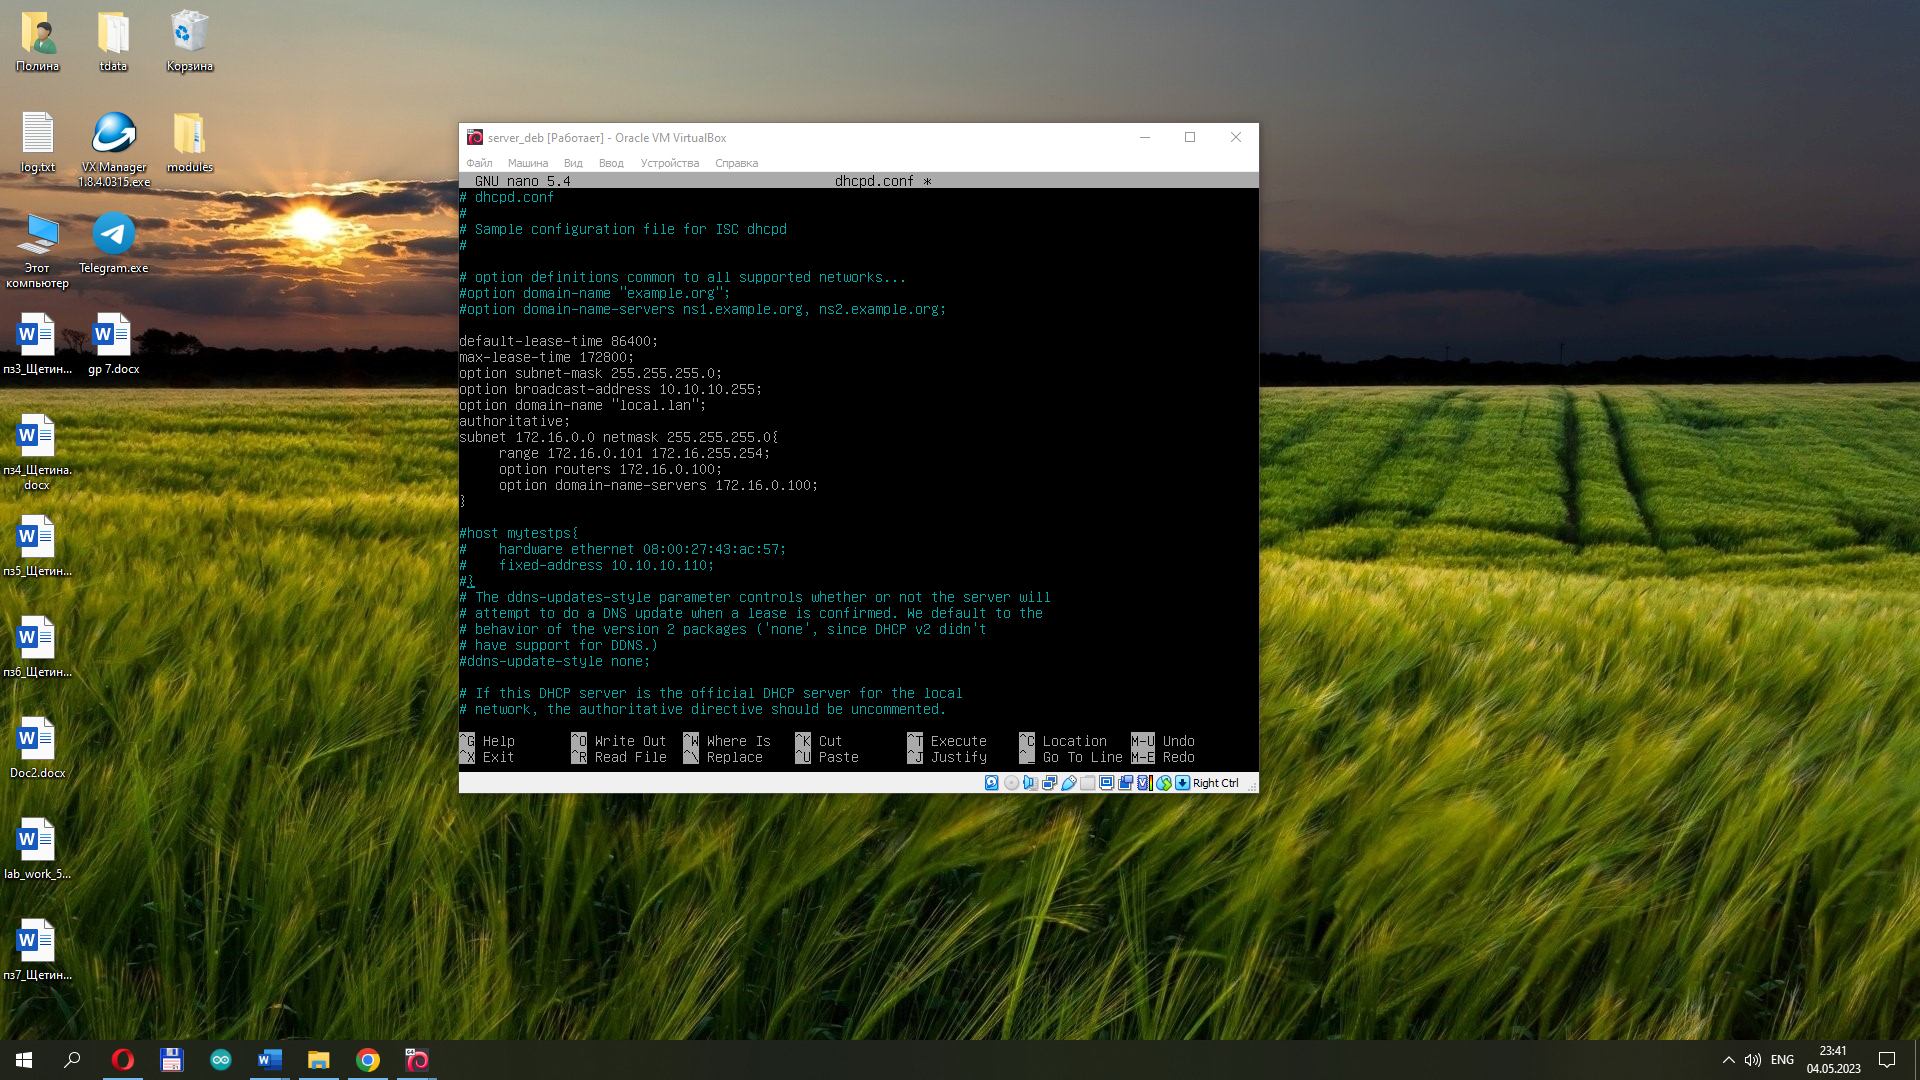 Полина
tdata
Корзина
log.txt
VX Manager
1.8.4.0315.exe
modules
Этот
компьютер
Telegram.exe
пз3_Щетин...
gp 7.docx
пз4_Щетина.
docx
пз5_Щетин...
пз6_Щетин...
Doc2.docx
lab_work_5...
пз7_Щетин...
server_deb [Работает] - Oracle VM VirtualBox
Файл Машина Вид Ввод Устройства Справка
GNU nano 5.4 dhcpd.conf *
# dhcpd.conf
#
# Sample configuration file for ISC dhcpd
#
# option definitions common to all supported networks...
#option domain-name "example.org";
#option domain-name-servers ns1.example.org, ns2.example.org;
default-lease-time 86400;
max-lease-time 172800;
option subnet-mask 255.255.255.0;
option broadcast-address 10.10.10.255;
option domain-name "local.lan";
authoritative;
subnet 172.16.0.0 netmask 255.255.255.0{
range 172.16.0.101 172.16.255.254;
option routers 172.16.0.100;
option domain-name-servers 172.16.0.100;
}
#host mytestps{
# hardware ethernet 08:00:27:43:ac:57;
# fixed-address 10.10.10.110;
#}
# The ddns-updates-style parameter controls whether or not the server will
# attempt to do a DNS update when a lease is confirmed. We default to the
# behavior of the version 2 packages ('none', since DHCP v2 didn't
# have support for DDNS.)
#ddns-update-style none;
# If this DHCP server is the official DHCP server for the local
# network, the authoritative directive should be uncommented.
^G Help ^O Write Out ^W Where Is ^K Cut ^T Execute ^C Location M-U Undo
^X Exit ^R Read File ^\ Replace ^U Paste ^J Justify ^_ Go To Line M-E Redo
Right Ctrl
ENG
23:41
04.05.2023